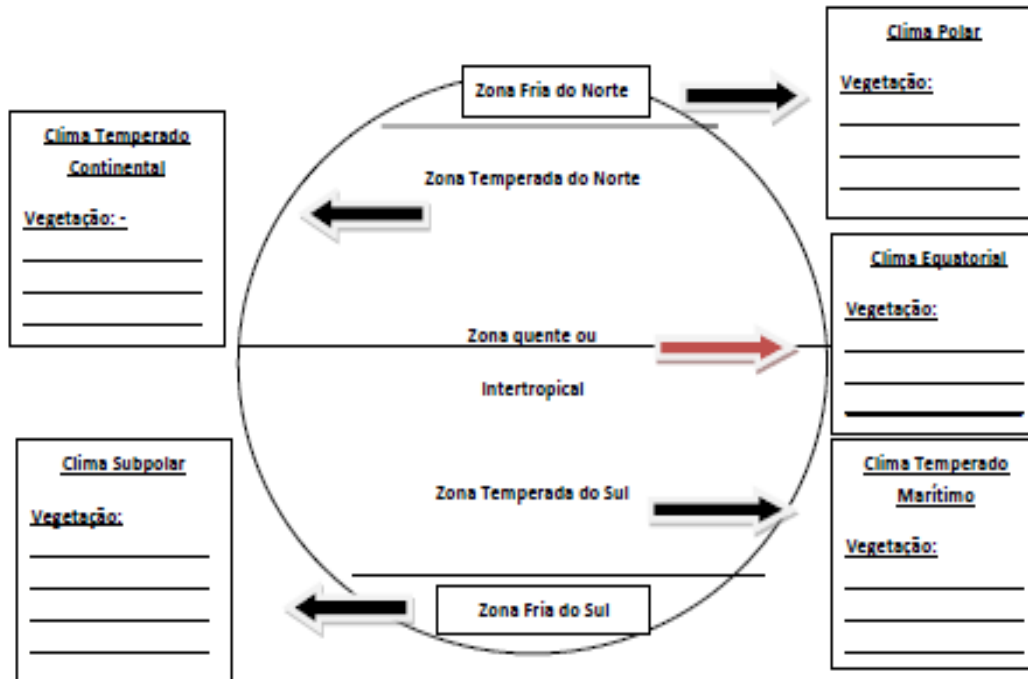 Clima Polar
Vegetação:
Zona Fria do Norte
Clima Temperado
Continental
Vegetação: -
Zona Temperada do Norte
Clima Equatorial
Vegetação:
Zona quente ou
Intertropical
Clima Subpolar
Vegetação:
Zona Temperada do Sul
Clima Temperado
Marítimo
Vegetação:
Zona Fria do Sul